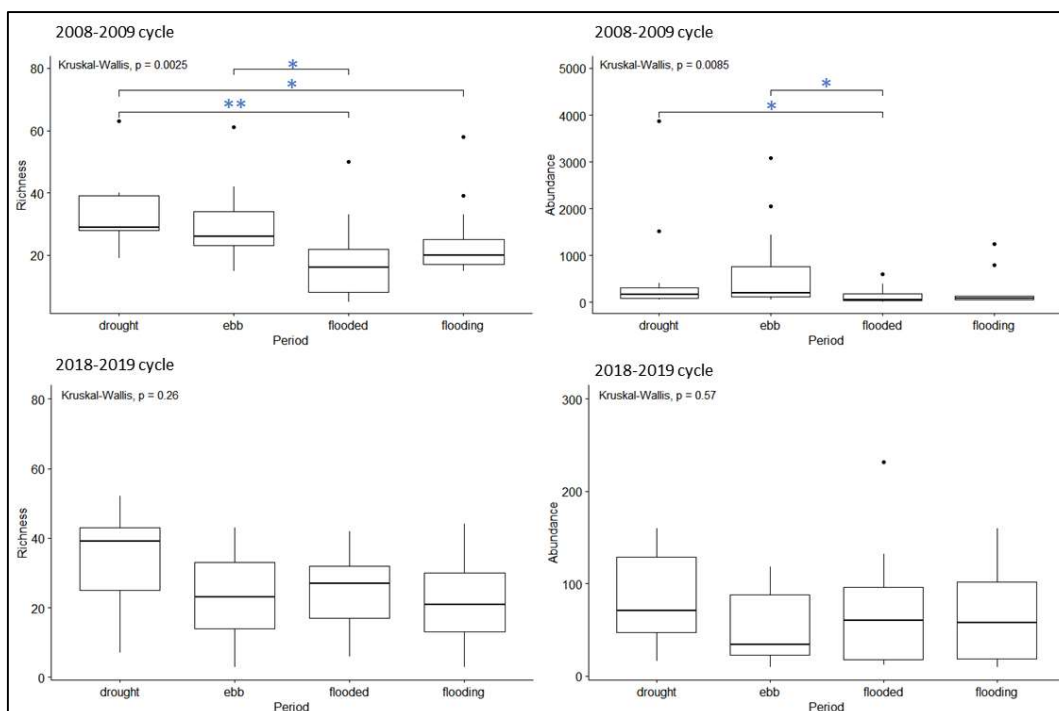 2008-2009 cycle
Kruskal-Wallis, p = 0.0025
*
*
**
80
60
40
20
Richness
drought ebb flooded flooding
Period
2008-2009 cycle
Kruskal-Wallis, p = 0.0085
*
*
5000
4000
3000
2000
1000
0
Abundance
drought ebb flooded flooding
Period
2018-2019 cycle
Kruskal-Wallis, p = 0.26
80
60
40
20
0
Richness
drought ebb flooded flooding
Period
2018-2019 cycle
Kruskal-Wallis, p = 0.57
300
200
100
0
Abundance
drought ebb flooded flooding
Period